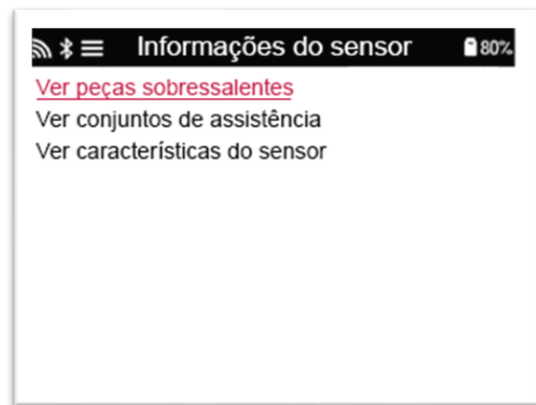 Informações do sensor 80%
Ver peças sobressalentes
Ver conjuntos de assistência
Ver características do sensor